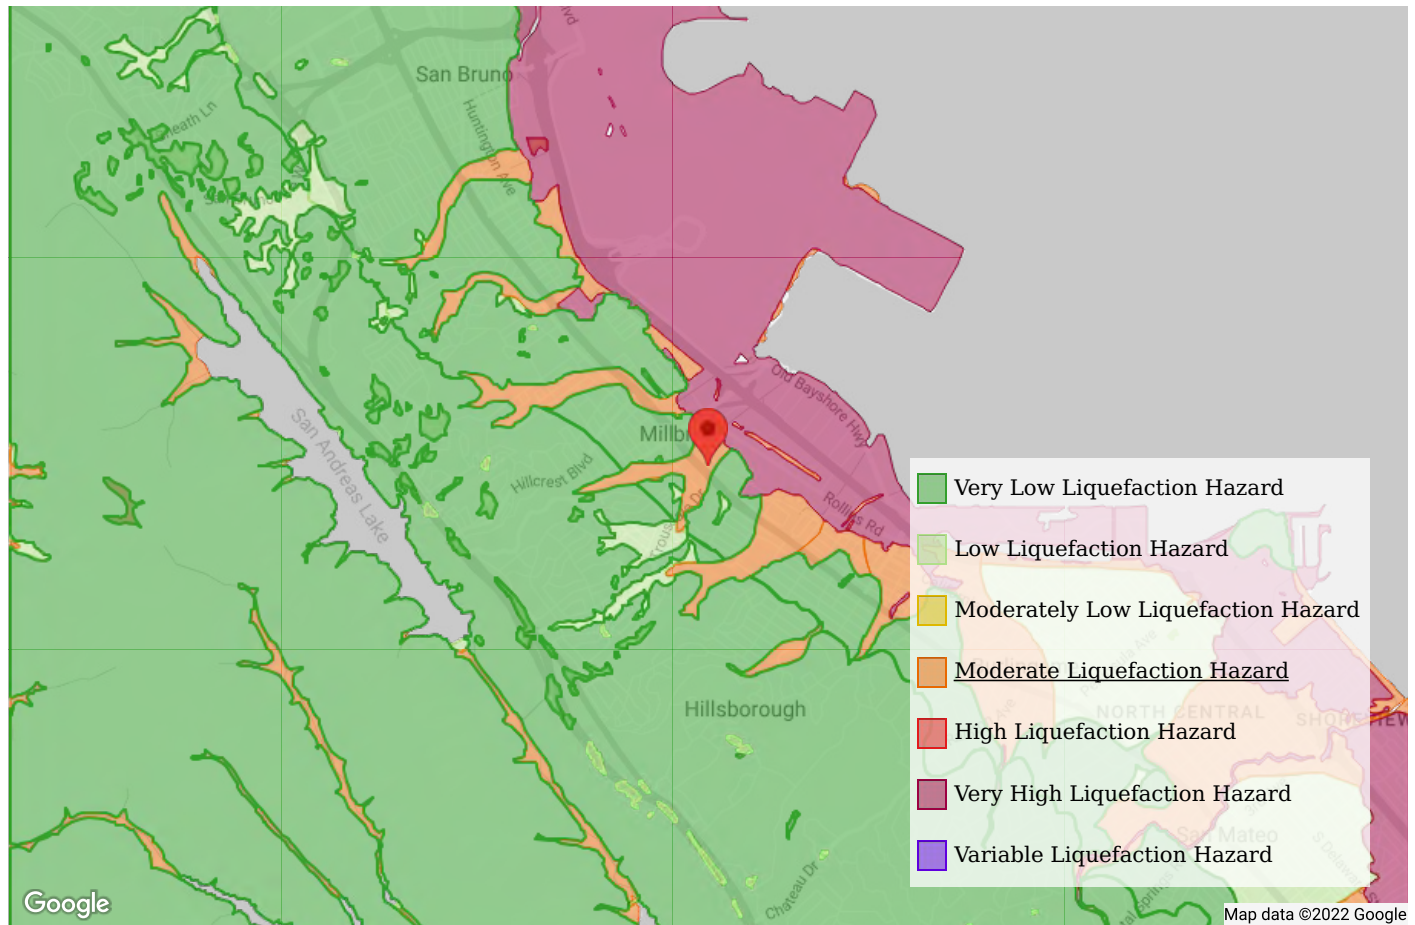 San Bruno
Huntington Ave
Sneath Ln
Old Bayshore Hwy
San Andreas Lake
Hillcrest Blvd
Rollins Rd
Very Low Liquefaction Hazard
Low Liquefaction Hazard
Moderately Low Liquefaction Hazard
Moderate Liquefaction Hazard
High Liquefaction Hazard
Very High Liquefaction Hazard
Variable Liquefaction Hazard
Hillsborough
NORTH CENTRAL
San Mateo
Chateau Dr
Google
Map data ©2022 Google